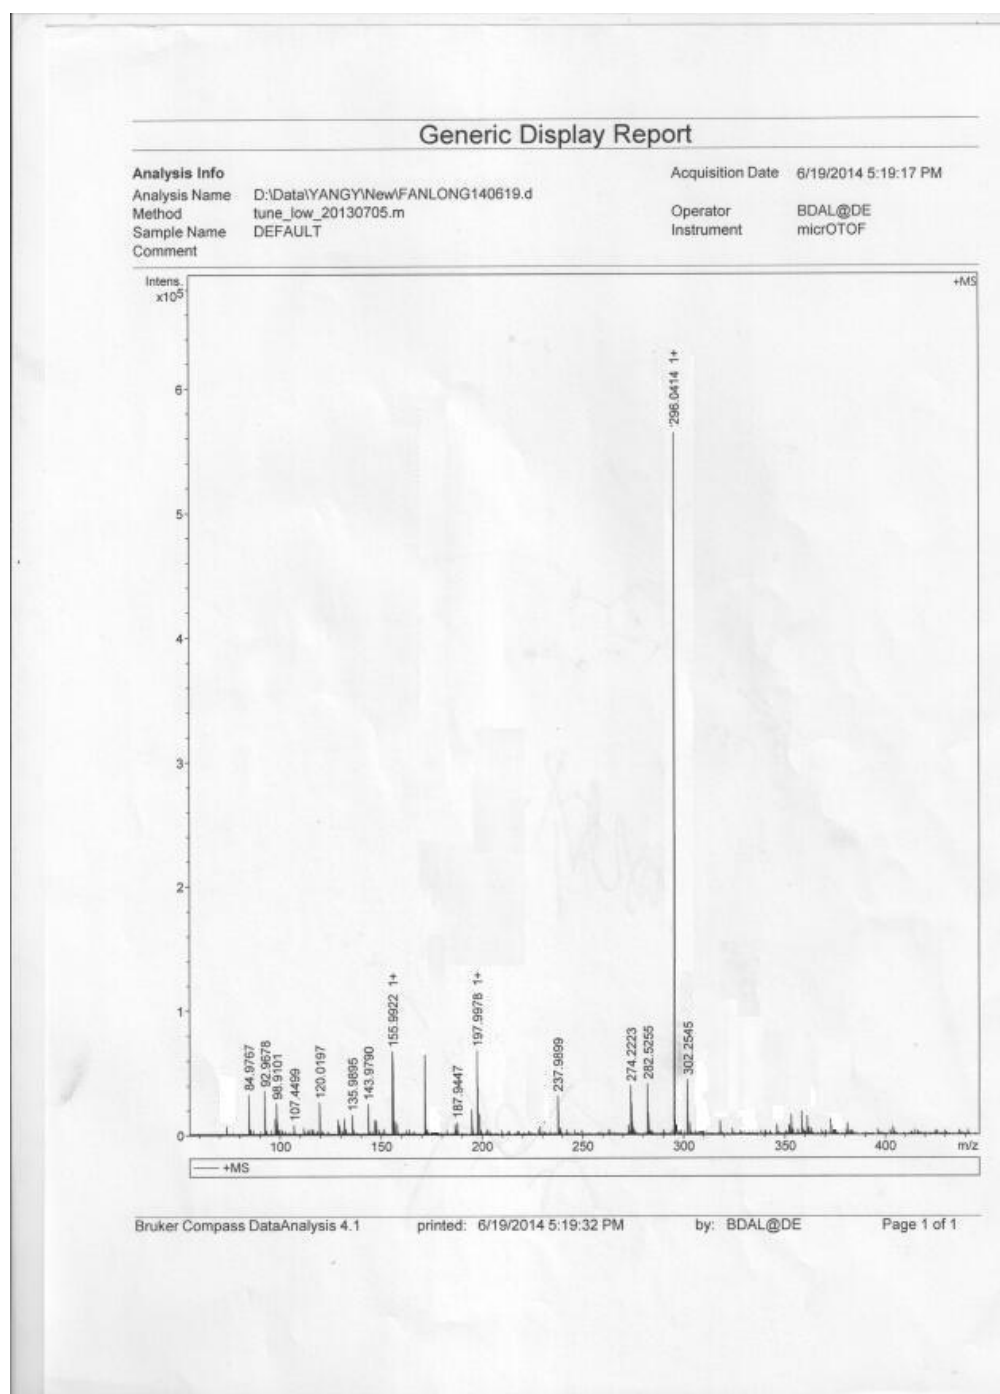 Generic Display Report
Analysis Info
Acquisition Date 6/19/2014 5:19:17 PM
Analysis Name D:\Data\YANGY\New\FANLONG140619.d
Method tune_low_20130705.m
Operator BDAL@DE
Sample Name DEFAULT
Instrument micrOTOF
Comment
Intens.
x10⁵
+MS
296.0414 1+
6
5
4
3
2
1
0
84.9767
92.9678
98.9101
107.4499
120.0197
135.9895
143.9790
155.9922 1+
187.9447
197.9978 1+
237.9899
274.2223
282.5255
302.2545
100 150 200 250 300 350 400 m/z
+MS
Bruker Compass DataAnalysis 4.1 printed: 6/19/2014 5:19:32 PM by: BDAL@DE Page 1 of 1